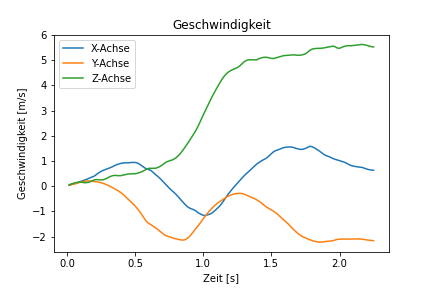 Geschwindigkeit
Geschwindigkeit [m/s]
6
5
4
3
2
1
0
−1
−2
X-Achse
Y-Achse
Z-Achse
0.0 0.5 1.0 1.5 2.0
Zeit [s]